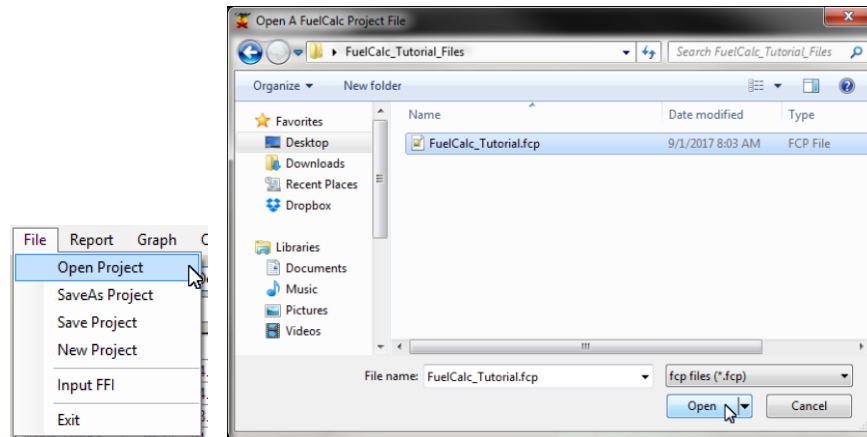 File Report Graph
Open Project
SaveAs Project
Save Project
New Project
Input FFI
Exit
Open A FuelCalc Project File
FuelCalc_Tutorial_Files
Search FuelCalc_Tutorial_Files
Organize New folder
Favorites
Desktop
Downloads
Recent Places
Dropbox
Libraries
Documents
Music
Pictures
Videos
Name Date modified Type
FuelCalc_Tutorial.fcp 9/1/2017 8:03 AM FCP File
File name: FuelCalc_Tutorial.fcp fcp files (*.fcp)
Open Cancel